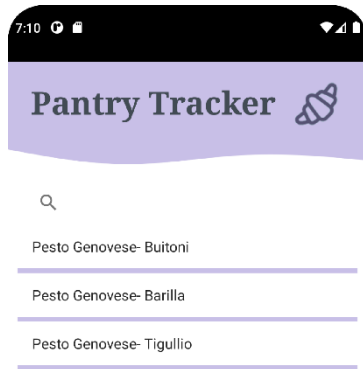 7:10
Pantry Tracker
Pesto Genovese- Buitoni
Pesto Genovese- Barilla
Pesto Genovese- Tigullio